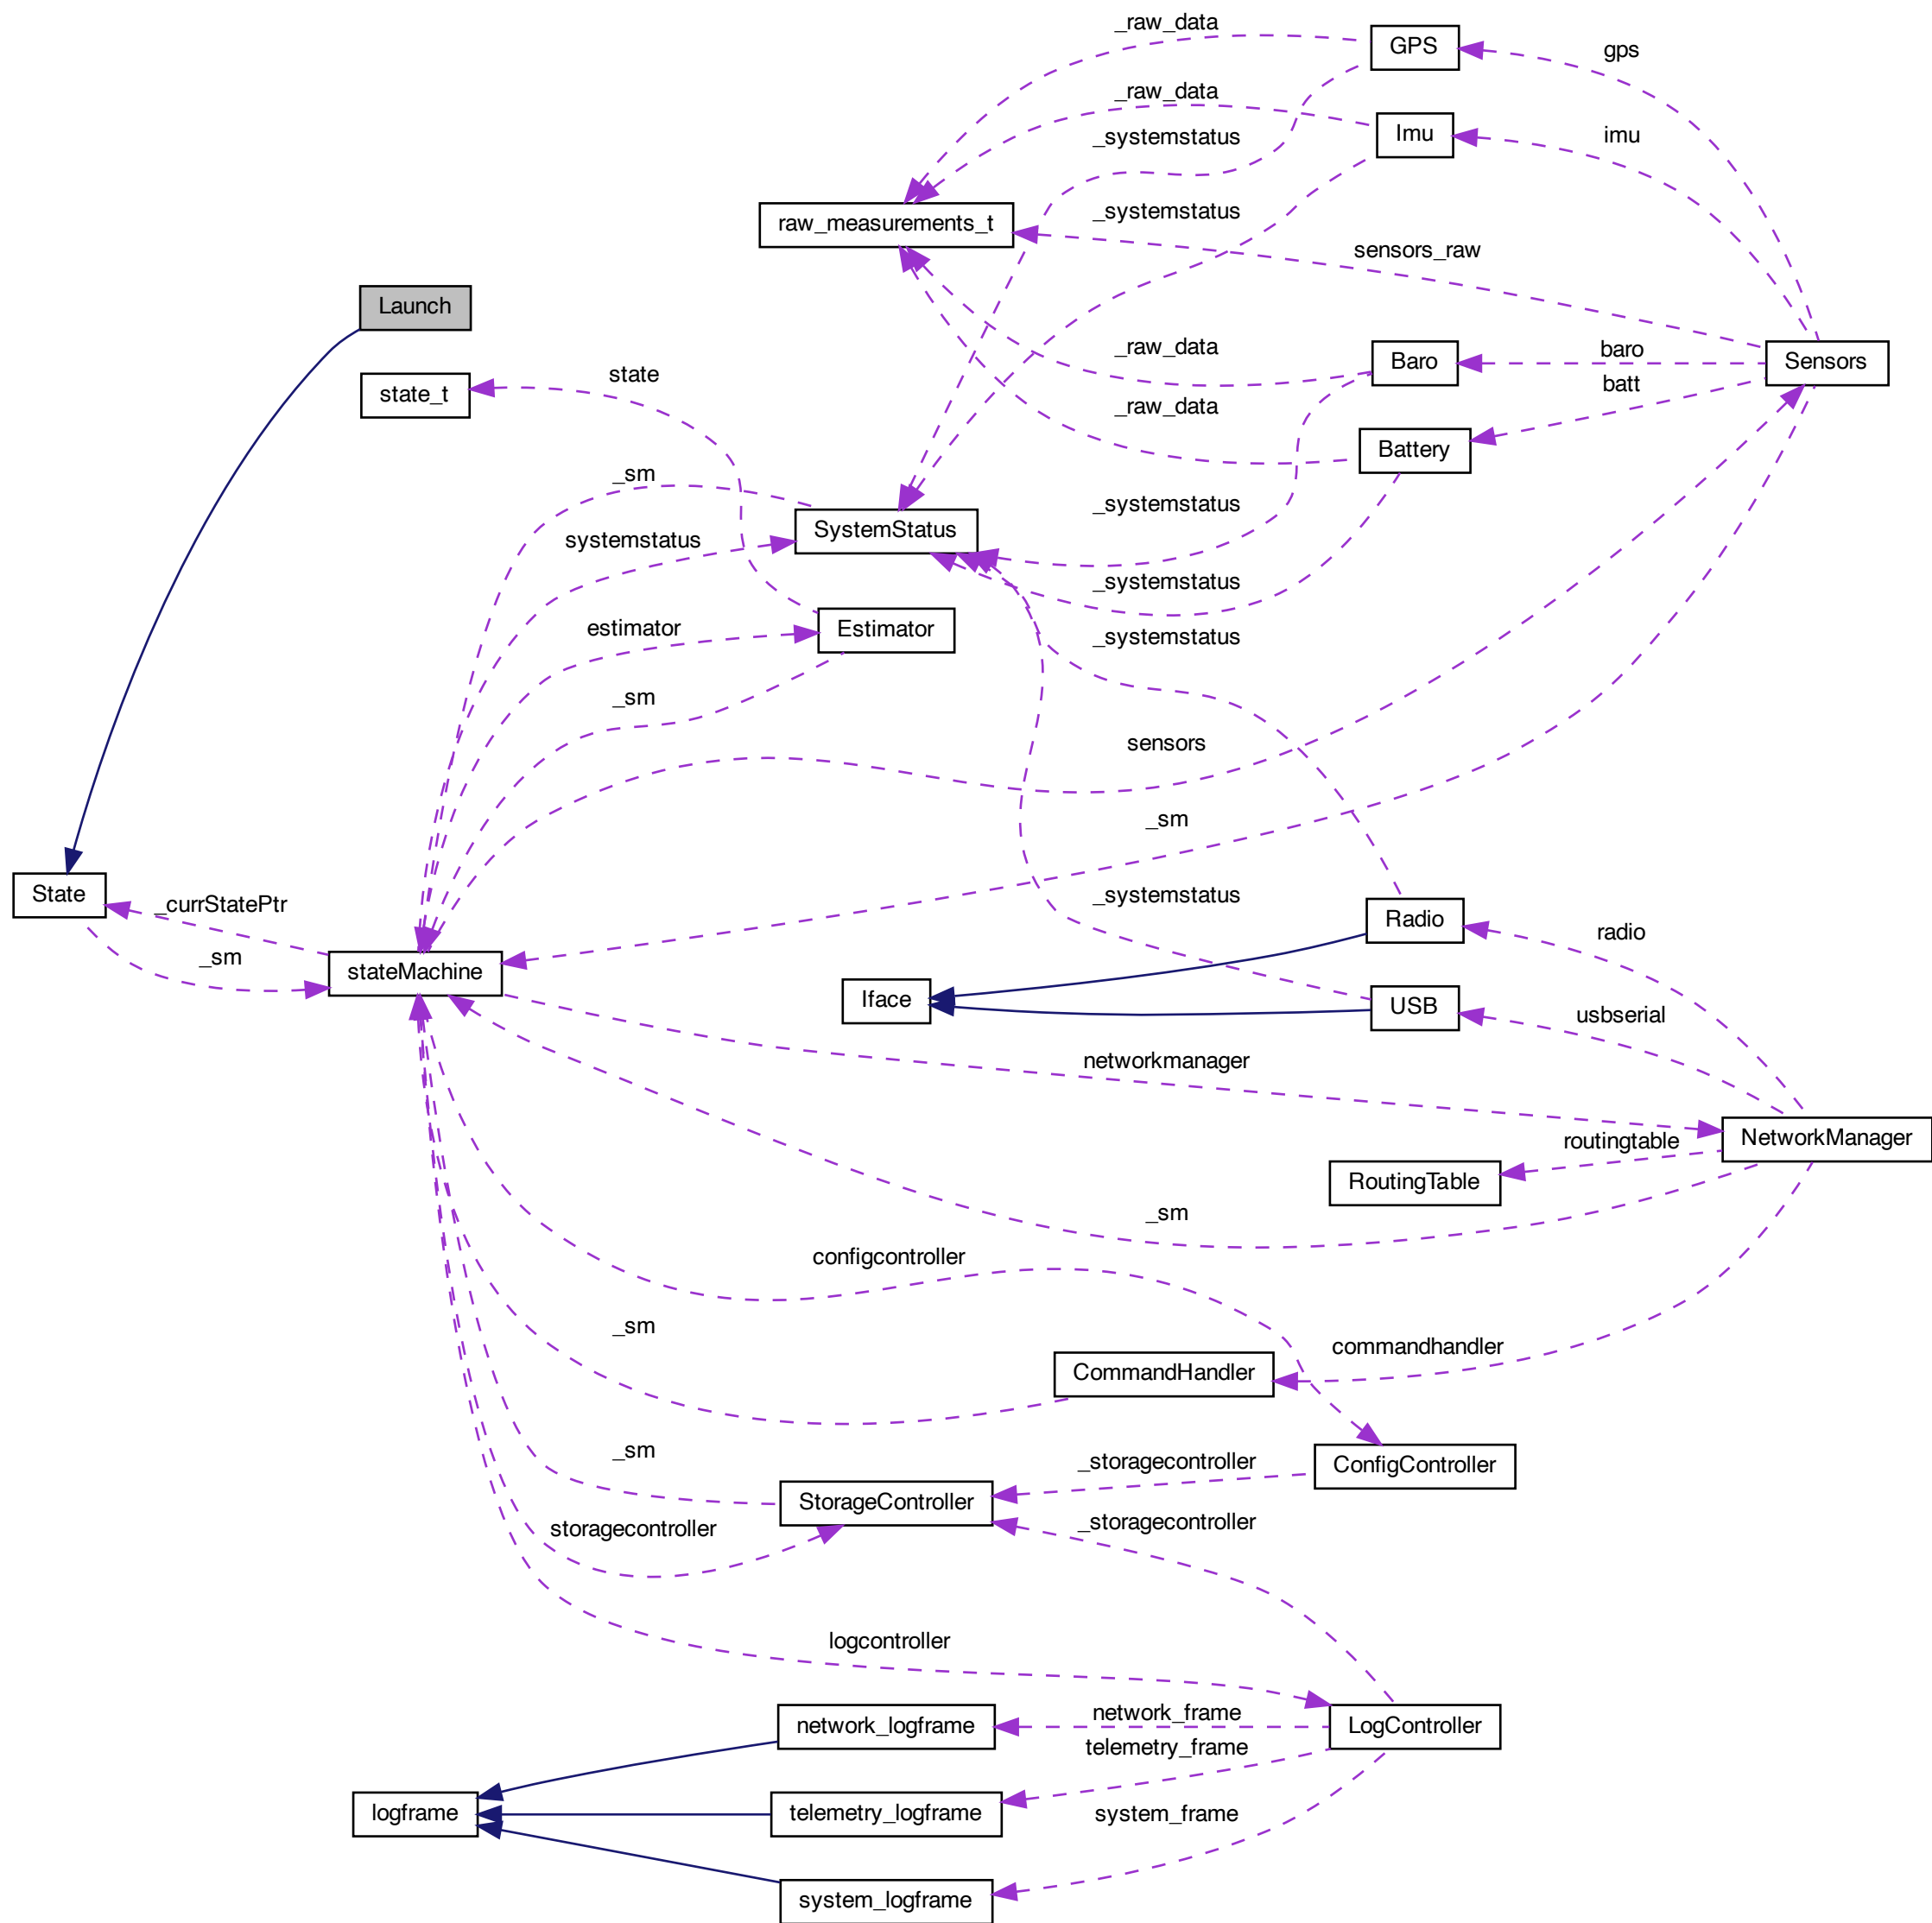 _raw_data
GPS
gps
_raw_data
Imu
imu
_systemstatus
_systemstatus
raw_measurements_t
sensors_raw
Launch
_raw_data
Baro
baro
Sensors
state
state_t
batt
_raw_data
Battery
_sm
_systemstatus
SystemStatus
systemstatus
_systemstatus
estimator
Estimator
_systemstatus
_sm
sensors
_sm
State
_currStatePtr
_systemstatus
Radio
radio
_sm
stateMachine
Iface
USB
usbserial
networkmanager
NetworkManager
routingtable
RoutingTable
_sm
configcontroller
_sm
commandhandler
CommandHandler
_sm
_storagecontroller
ConfigController
StorageController
storagecontroller
_storagecontroller
logcontroller
network_frame
network_logframe
LogController
telemetry_frame
logframe
telemetry_logframe
system_frame
system_logframe